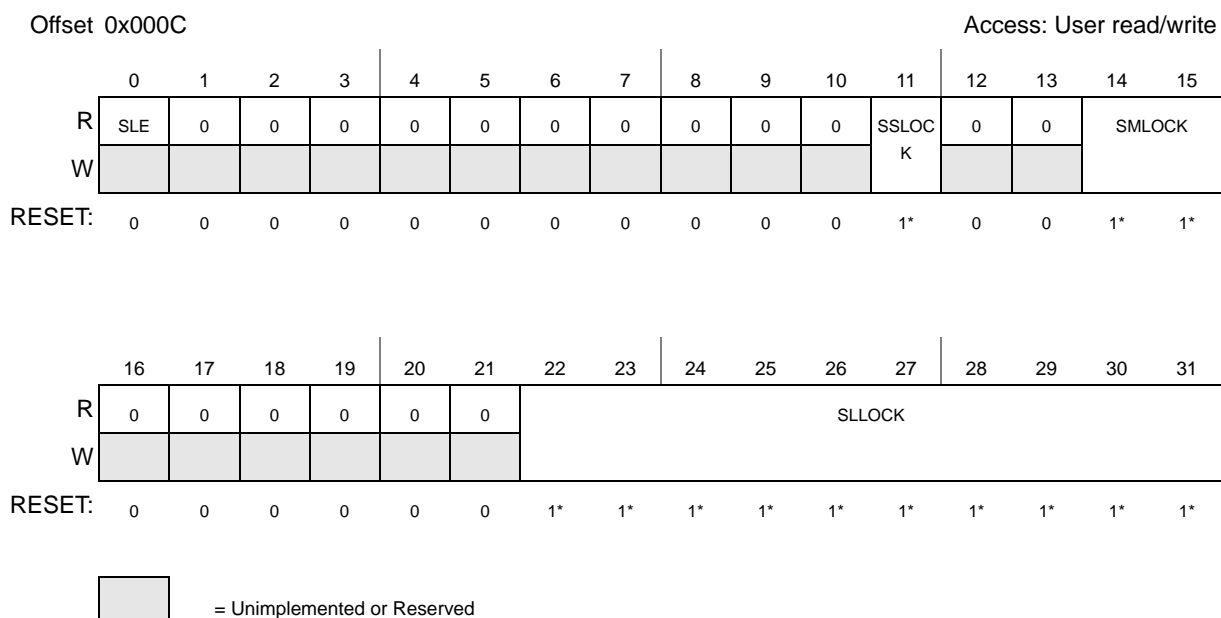 Offset 0x000C Access: User read/write
0 1 2 3 4 5 6 7 8 9 10 11 12 13 14 15
R SLE 0 0 0 0 0 0 0 0 0 0 SSLOC 0 0 SMLOCK
W K
RESET: 0 0 0 0 0 0 0 0 0 0 0 1* 0 0 1* 1*
16 17 18 19 20 21 22 23 24 25 26 27 28 29 30 31
R 0 0 0 0 0 0 SLLOCK
W
RESET: 0 0 0 0 0 0 1* 1* 1* 1* 1* 1* 1* 1* 1* 1*
= Unimplemented or Reserved